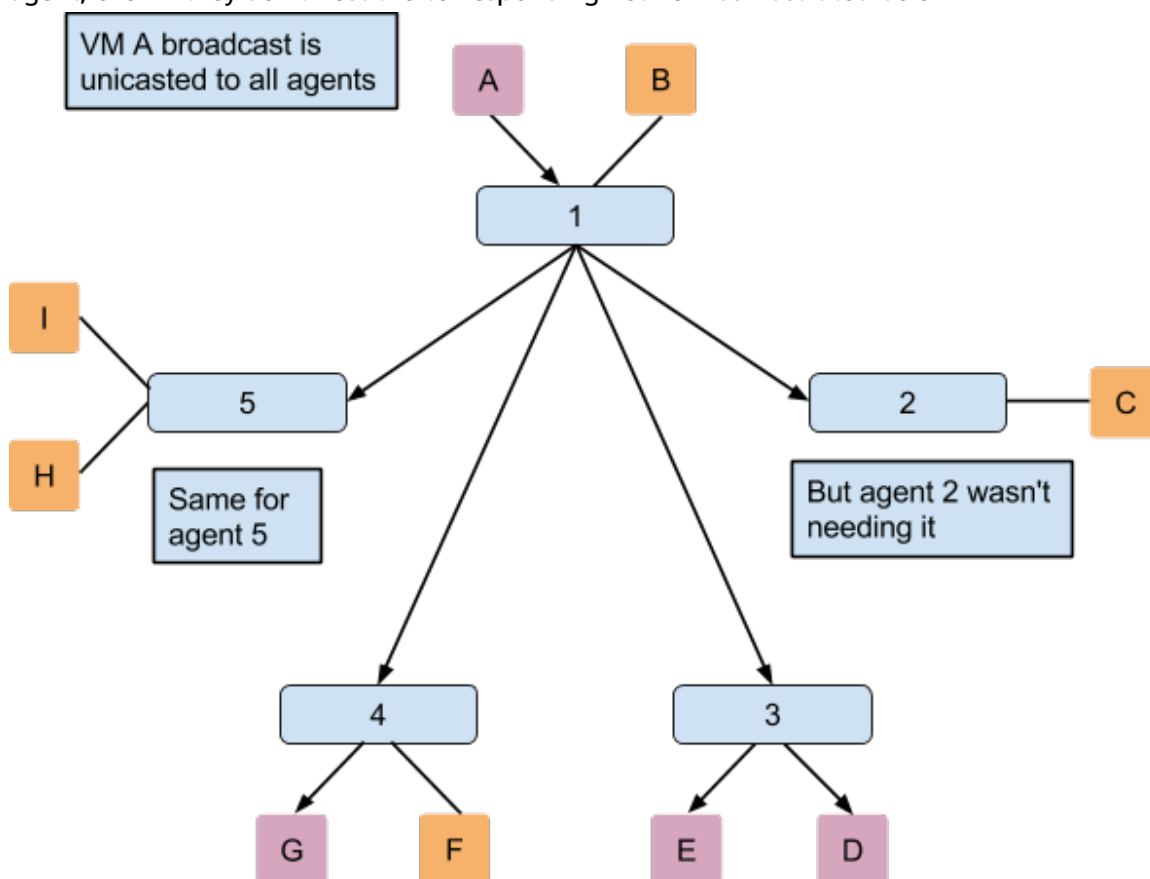 VM A broadcast is
unicasted to all agents
A
B
1
I
5
2
C
H
Same for
agent 5
But agent 2 wasn't
needing it
4
3
G
F
E
D